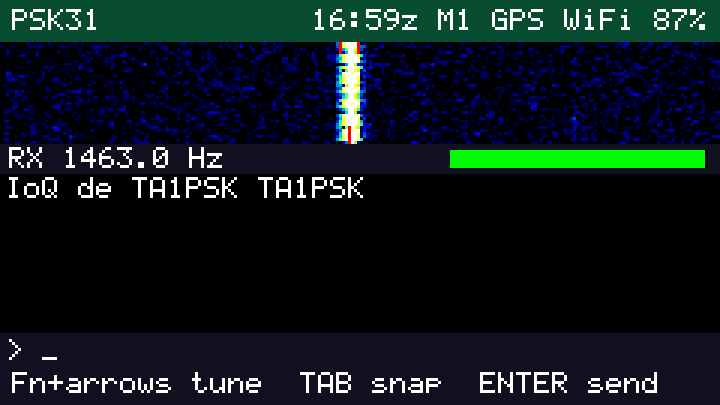 PSK31 16:59z M1 GPS WiFi 87%
RX 1463.0 Hz
IoQ de TA1PSK TA1PSK
> _
Fn+arrows tune TAB snap ENTER send